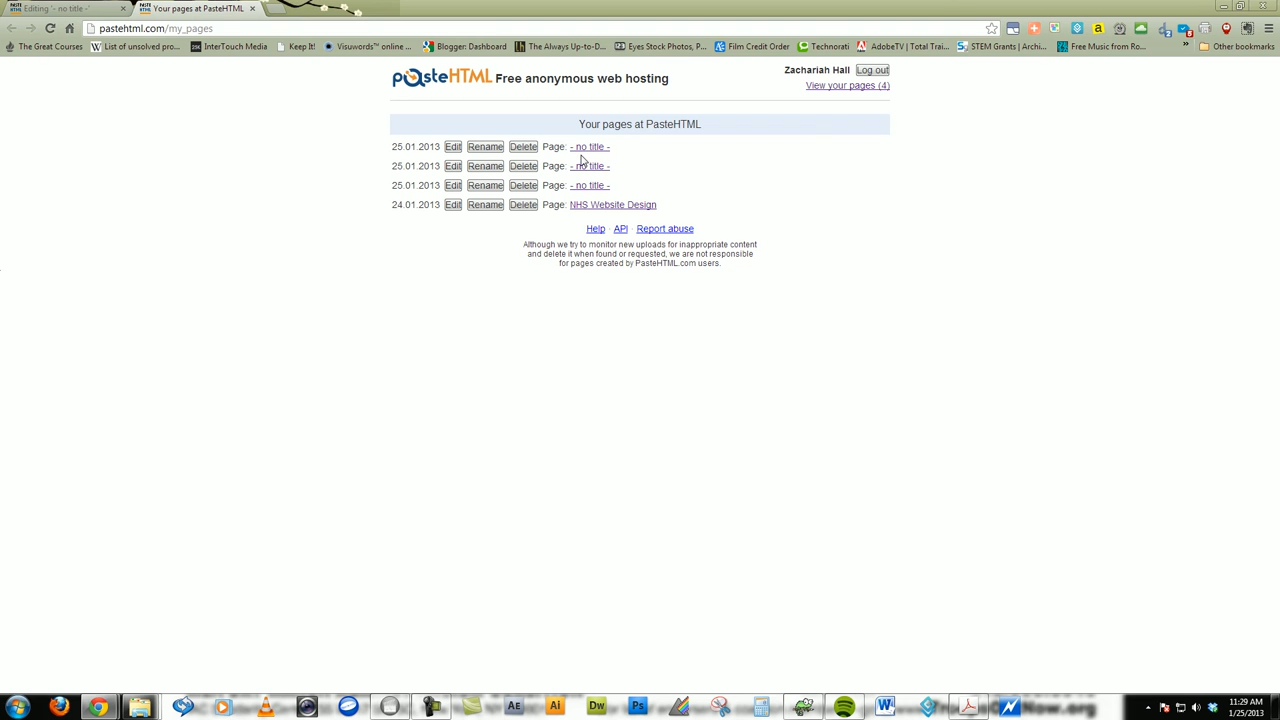 Editing '- no title -'
Your pages at PasteHTML
pastehtml.com/my_pages
The Great Courses
List of unsolved pro...
InterTouch Media
Keep It!
Visuwords™ online ...
Blogger: Dashboard
The Always Up-to-D...
Eyes Stock Photos, P...
Film Credit Order
Technorati
AdobeTV | Total Trai...
STEM Grants | Archi...
Free Music from Ro...
Other bookmarks
pasteHTML Free anonymous web hosting
Zachariah Hall Log out
View your pages (4)
Your pages at PasteHTML
25.01.2013 Edit Rename Delete Page: - no title -
25.01.2013 Edit Rename Delete Page: - no title -
25.01.2013 Edit Rename Delete Page: - no title -
24.01.2013 Edit Rename Delete Page: NHS Website Design
Help · API · Report abuse
Although we try to monitor new uploads for inappropriate content
and delete it when found or requested, we are not responsible
for pages created by PasteHTML.com users.
AE Ai Dw Ps
11:29 AM
1/25/2013